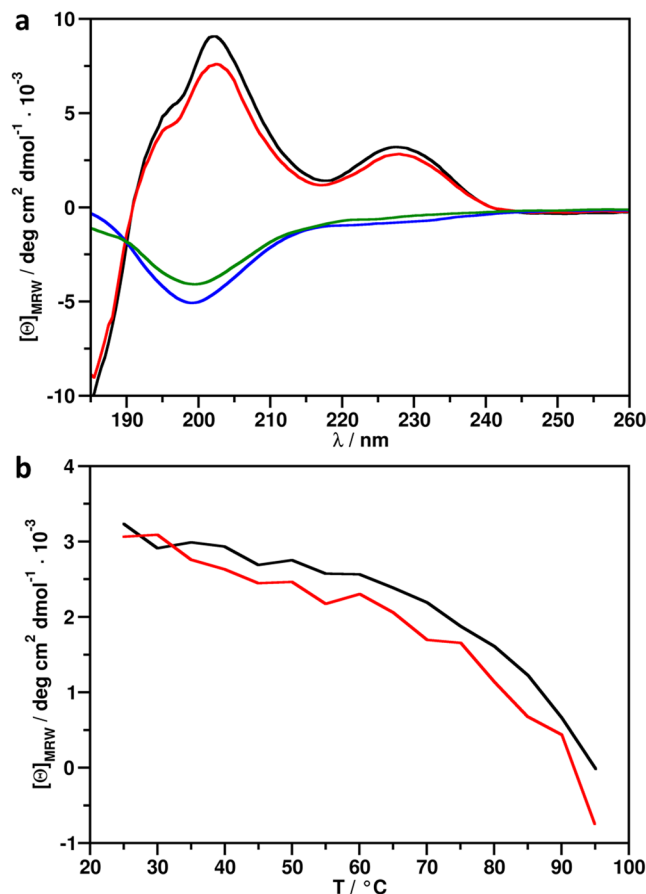 a
[Θ]MRW / deg cm² dmol⁻¹ · 10⁻³
10
5
0
-5
-10
190 200 210 220 230 240 250 260
λ / nm
b
[Θ]MRW / deg cm² dmol⁻¹ · 10⁻³
4
3
2
1
0
-1
20 30 40 50 60 70 80 90 100
T / °C